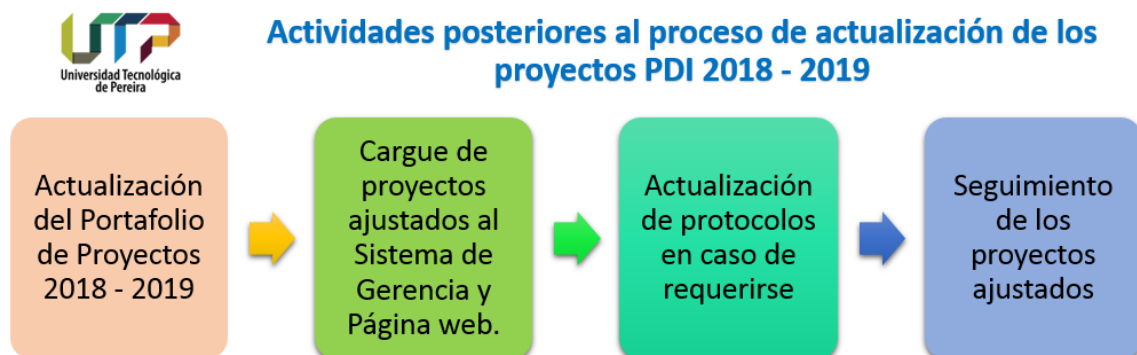 UTP
Universidad Tecnológica
de Pereira
Actividades posteriores al proceso de actualización de los
proyectos PDI 2018 - 2019
Actualización
del Portafolio
de Proyectos
2018 - 2019
Cargue de
proyectos
ajustados al
Sistema de
Gerencia y
Página web.
Actualización
de protocolos
en caso de
requerirse
Seguimiento
de los
proyectos
ajustados